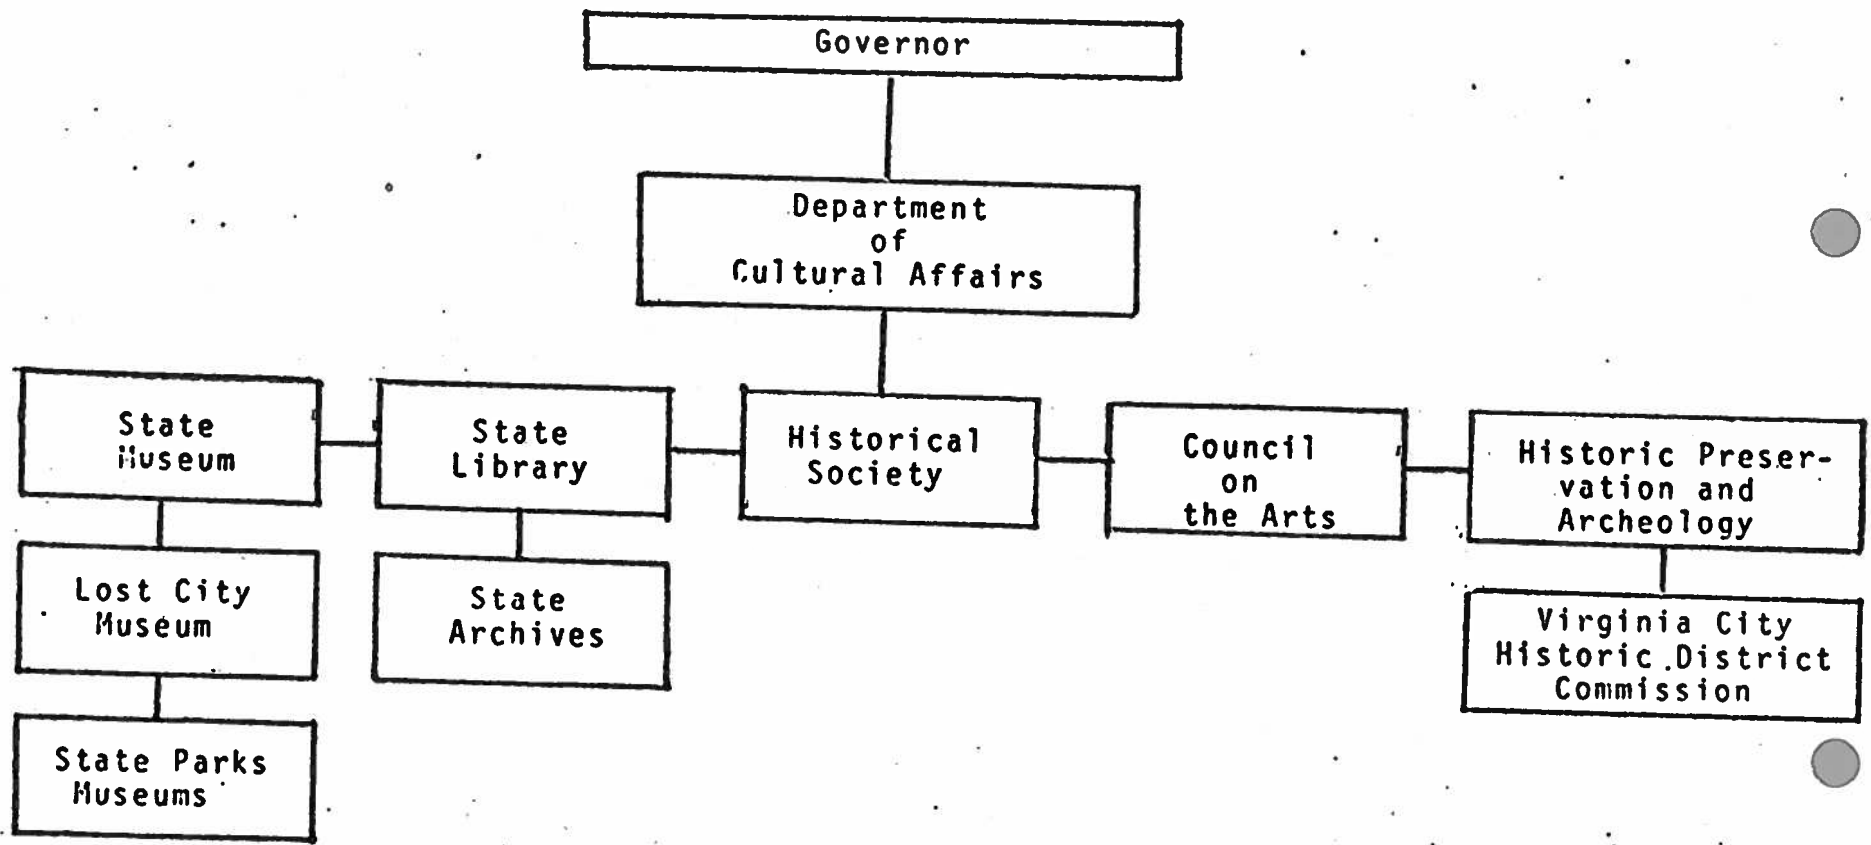 Governor
Department
of
Cultural Affairs
State
Museum
State
Library
Historical
Society
Council
on
the Arts
Historic Preser-
vation and
Archeology
Lost City
Museum
State
Archives
Virginia City
Historic District
Commission
State Parks
Museums